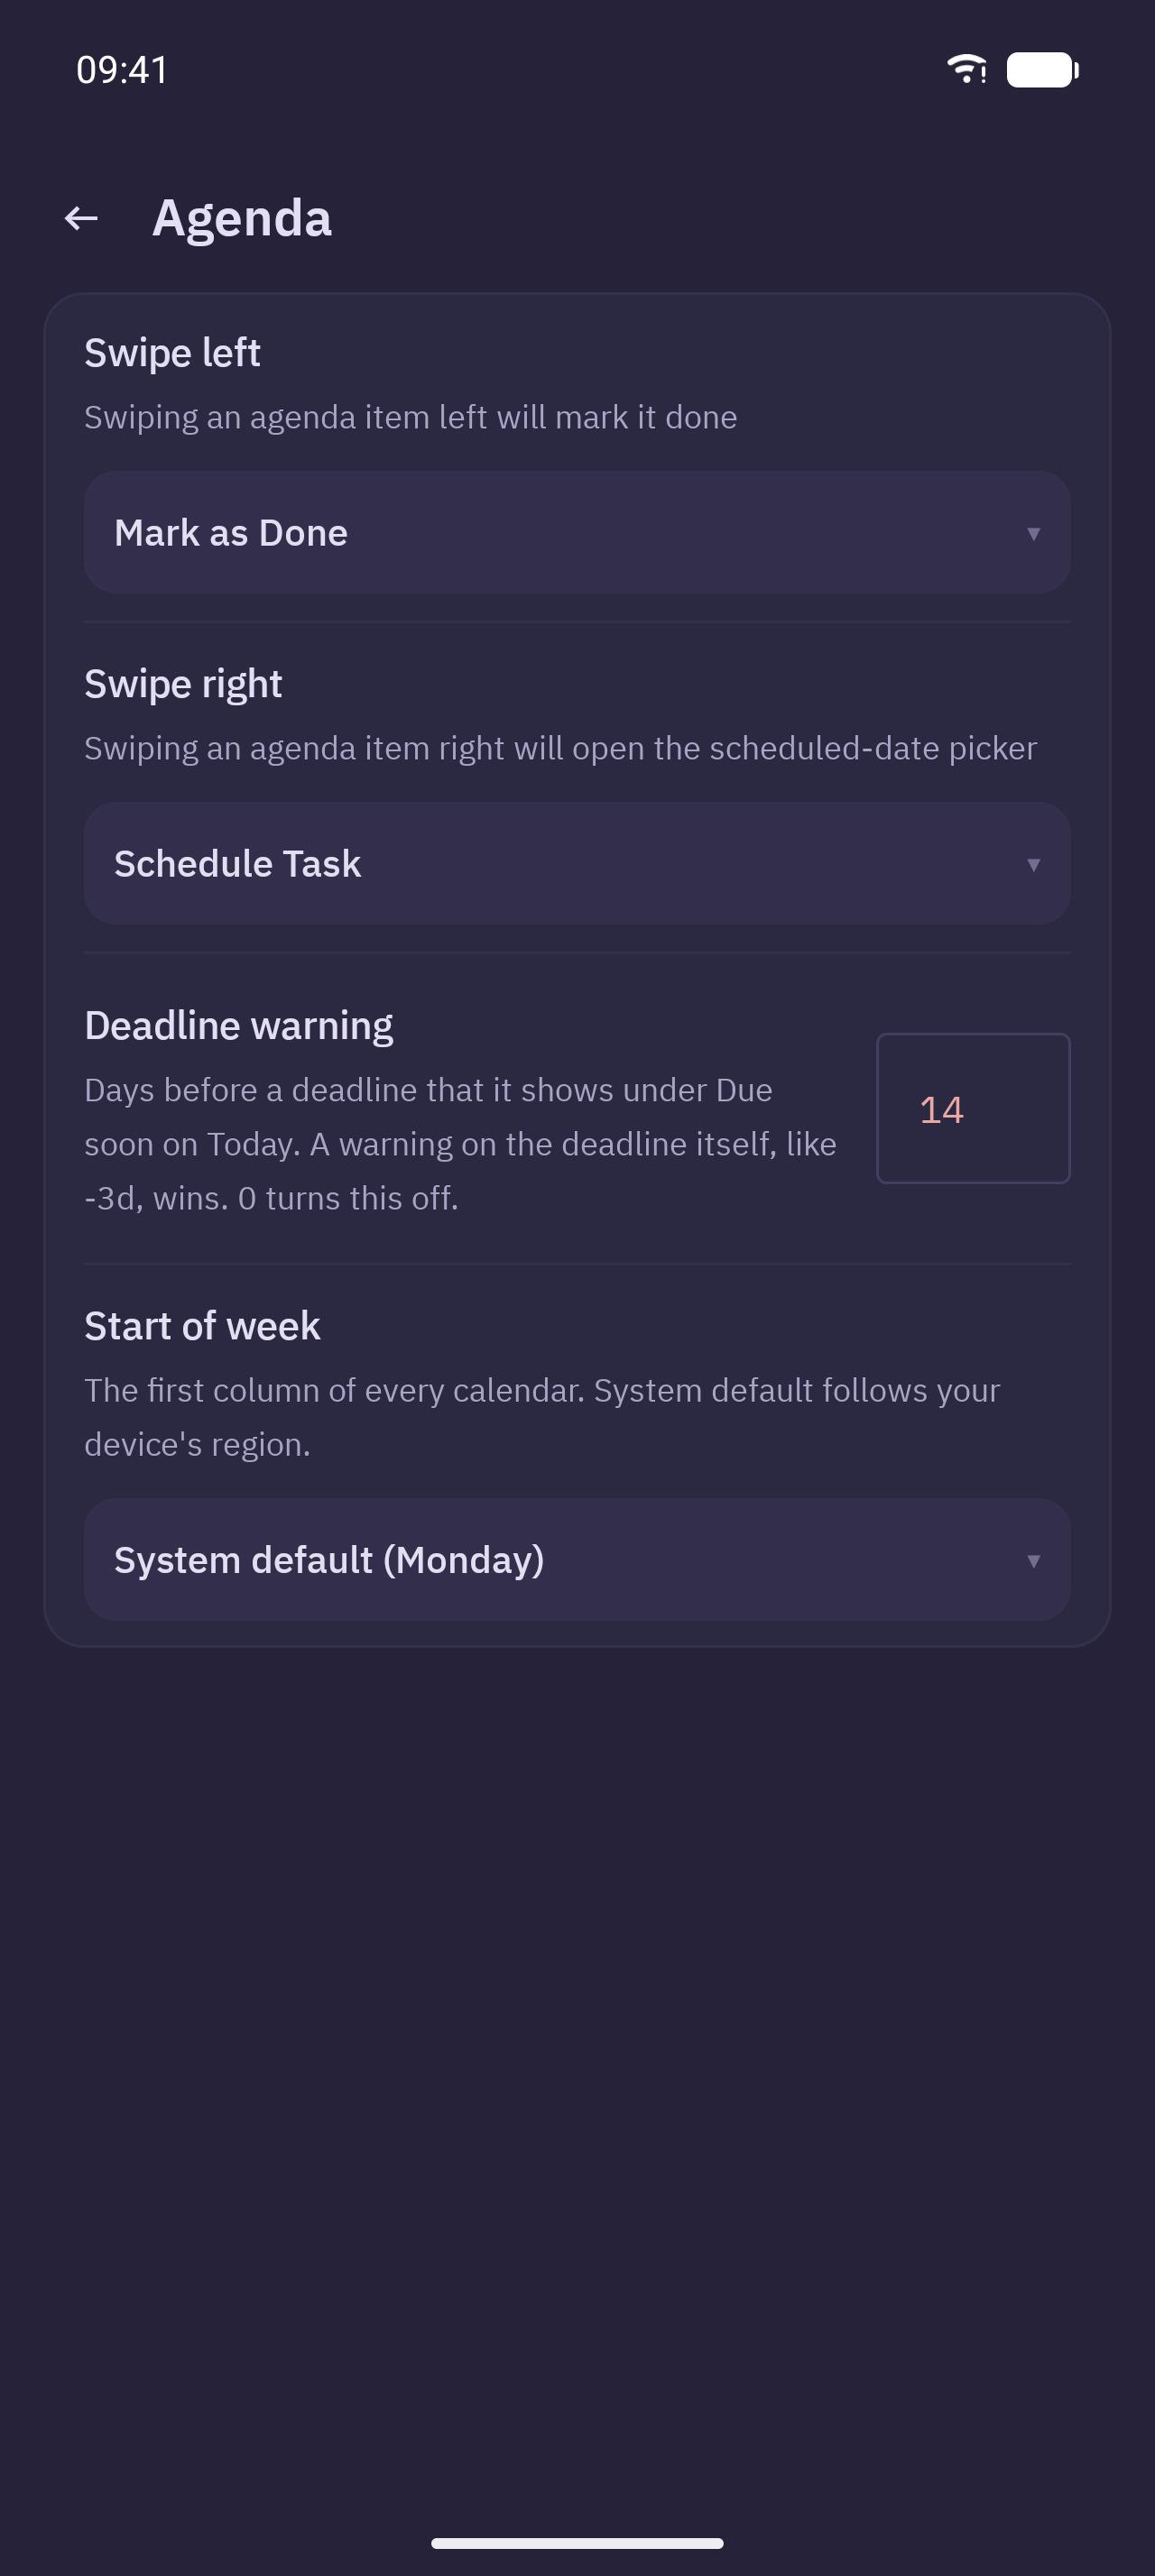 09:41
Agenda
Swipe left
Swiping an agenda item left will mark it done
Mark as Done
Swipe right
Swiping an agenda item right will open the scheduled-date picker
Schedule Task
Deadline warning
Days before a deadline that it shows under Due
soon on Today. A warning on the deadline itself, like
-3d, wins. 0 turns this off.
14
Start of week
The first column of every calendar. System default follows your
device's region.
System default (Monday)